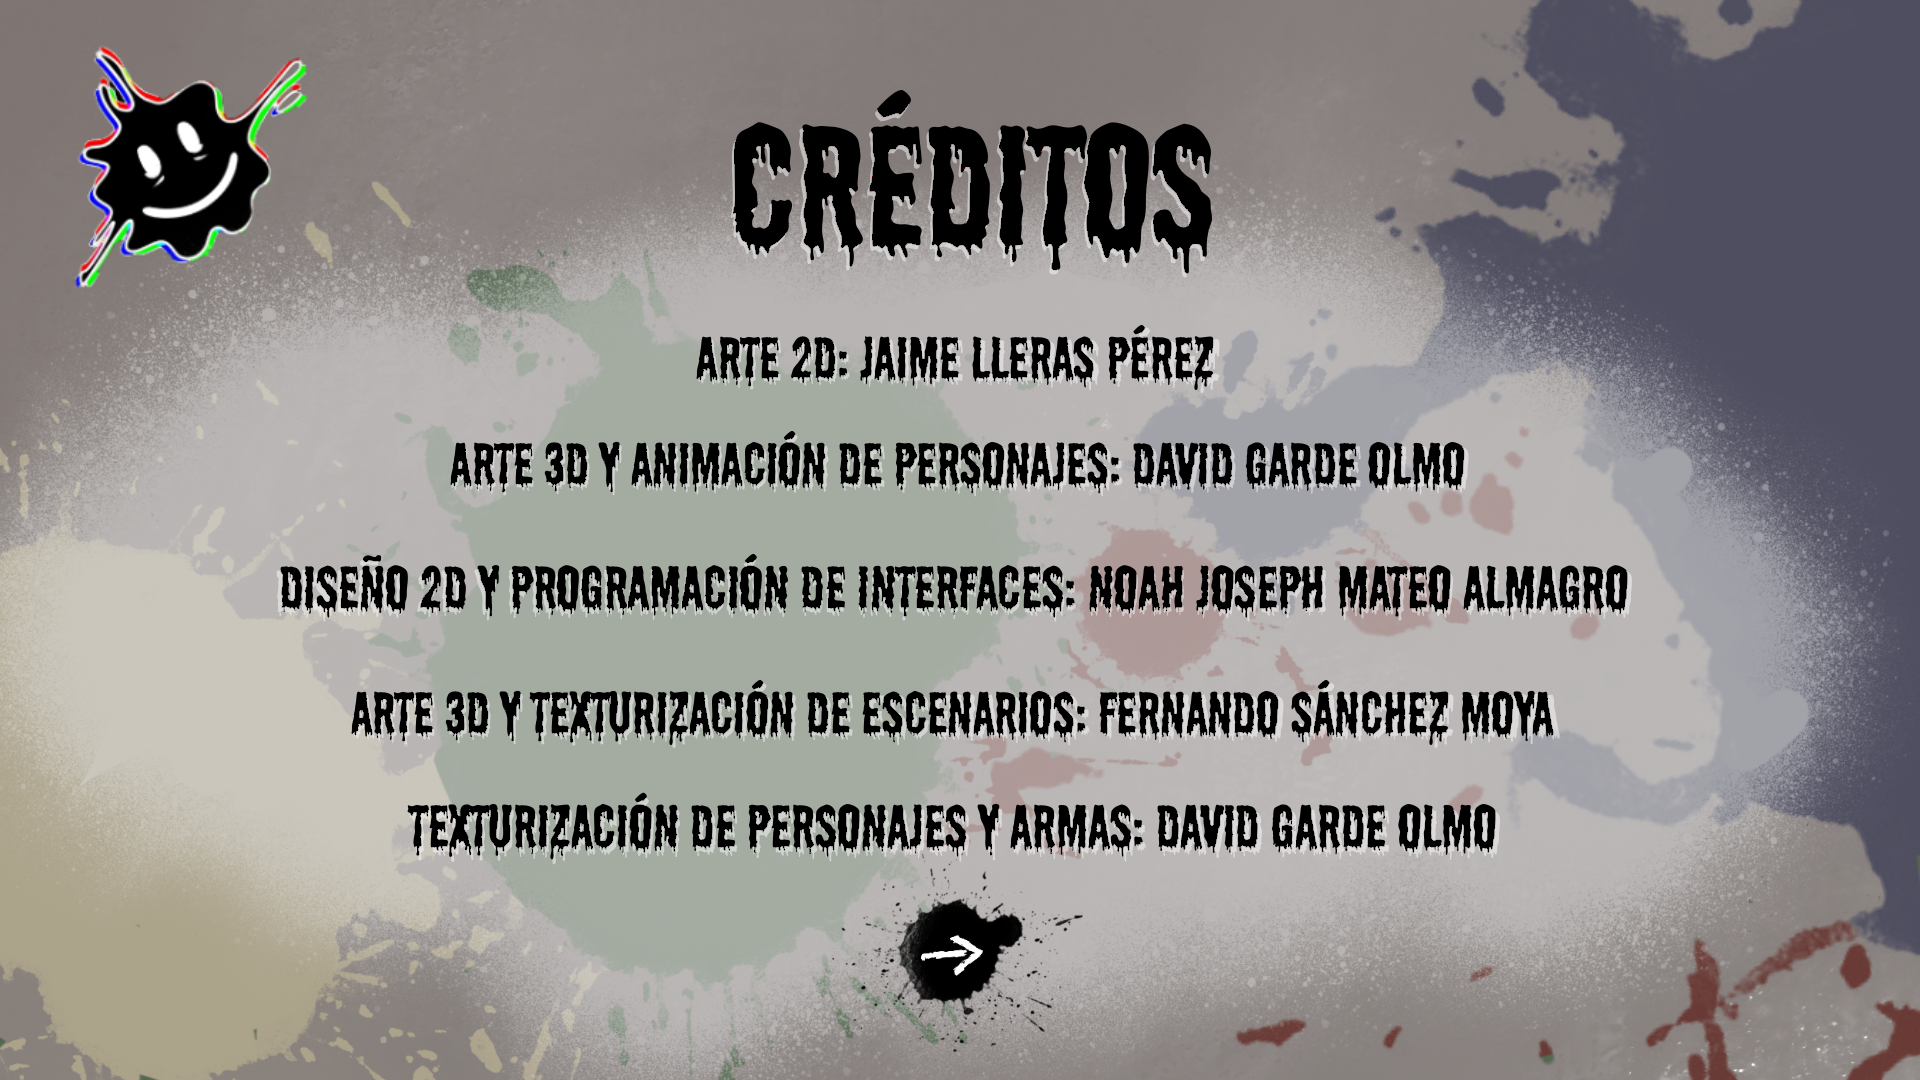 CRÉDITOS
ARTE 2D: JAIME LLERAS PÉREZ
ARTE 3D Y ANIMACIÓN DE PERSONAJES: DAVID GARDE OLMO
DISEÑO 2D Y PROGRAMACIÓN DE INTERFACES: NOAH JOSEPH MATEO ALMAGRO
ARTE 3D Y TEXTURIZACIÓN DE ESCENARIOS: FERNANDO SÁNCHEZ MOYA
TEXTURIZACIÓN DE PERSONAJES Y ARMAS: DAVID GARDE OLMO